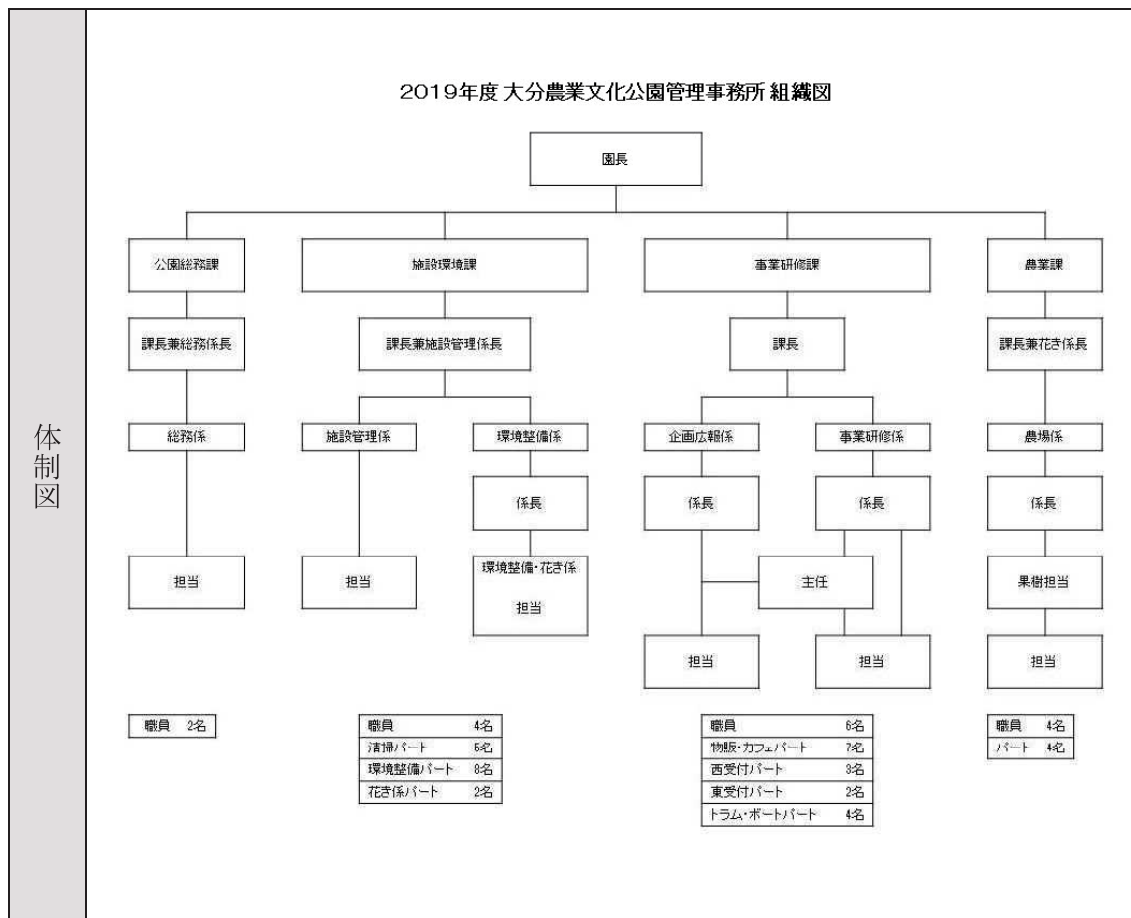 体制図
2019年度 大分農業文化公園管理事務所 組織図
園長
公園総務課
施設環境課
事業研修課
農業課
課長兼総務係長
課長兼施設管理係長
課長
課長兼花き係長
総務係
施設管理係
環境整備係
企画広報係
事業研修係
農場係
係長
係長
係長
係長
担当
担当
環境整備・花き係
担当
主任
果樹担当
担当
担当
担当
職員 2名
職員 4名
清掃パート
環境整備パート 8名
花き係パート 2名
職員 6名
物販・カフェパート 7名
西受付パート 3名
東受付パート 2名
トラム・ボートパート 4名
職員 4名
パート 4名